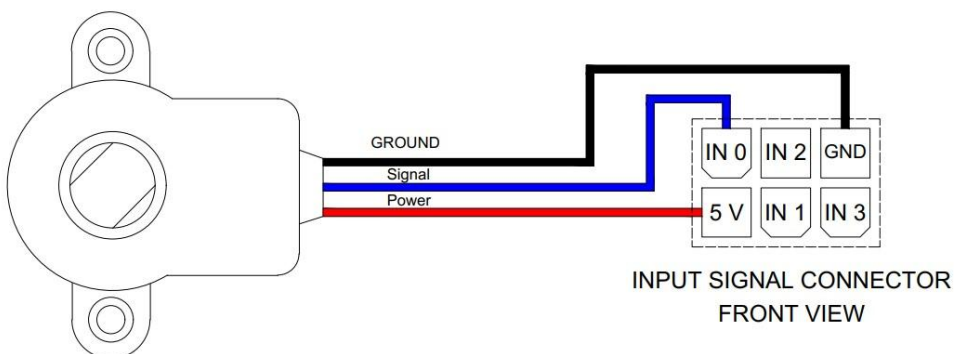 GROUND
Signal
Power
IN 0 IN 2 GND
5 V IN 1 IN 3
INPUT SIGNAL CONNECTOR
FRONT VIEW